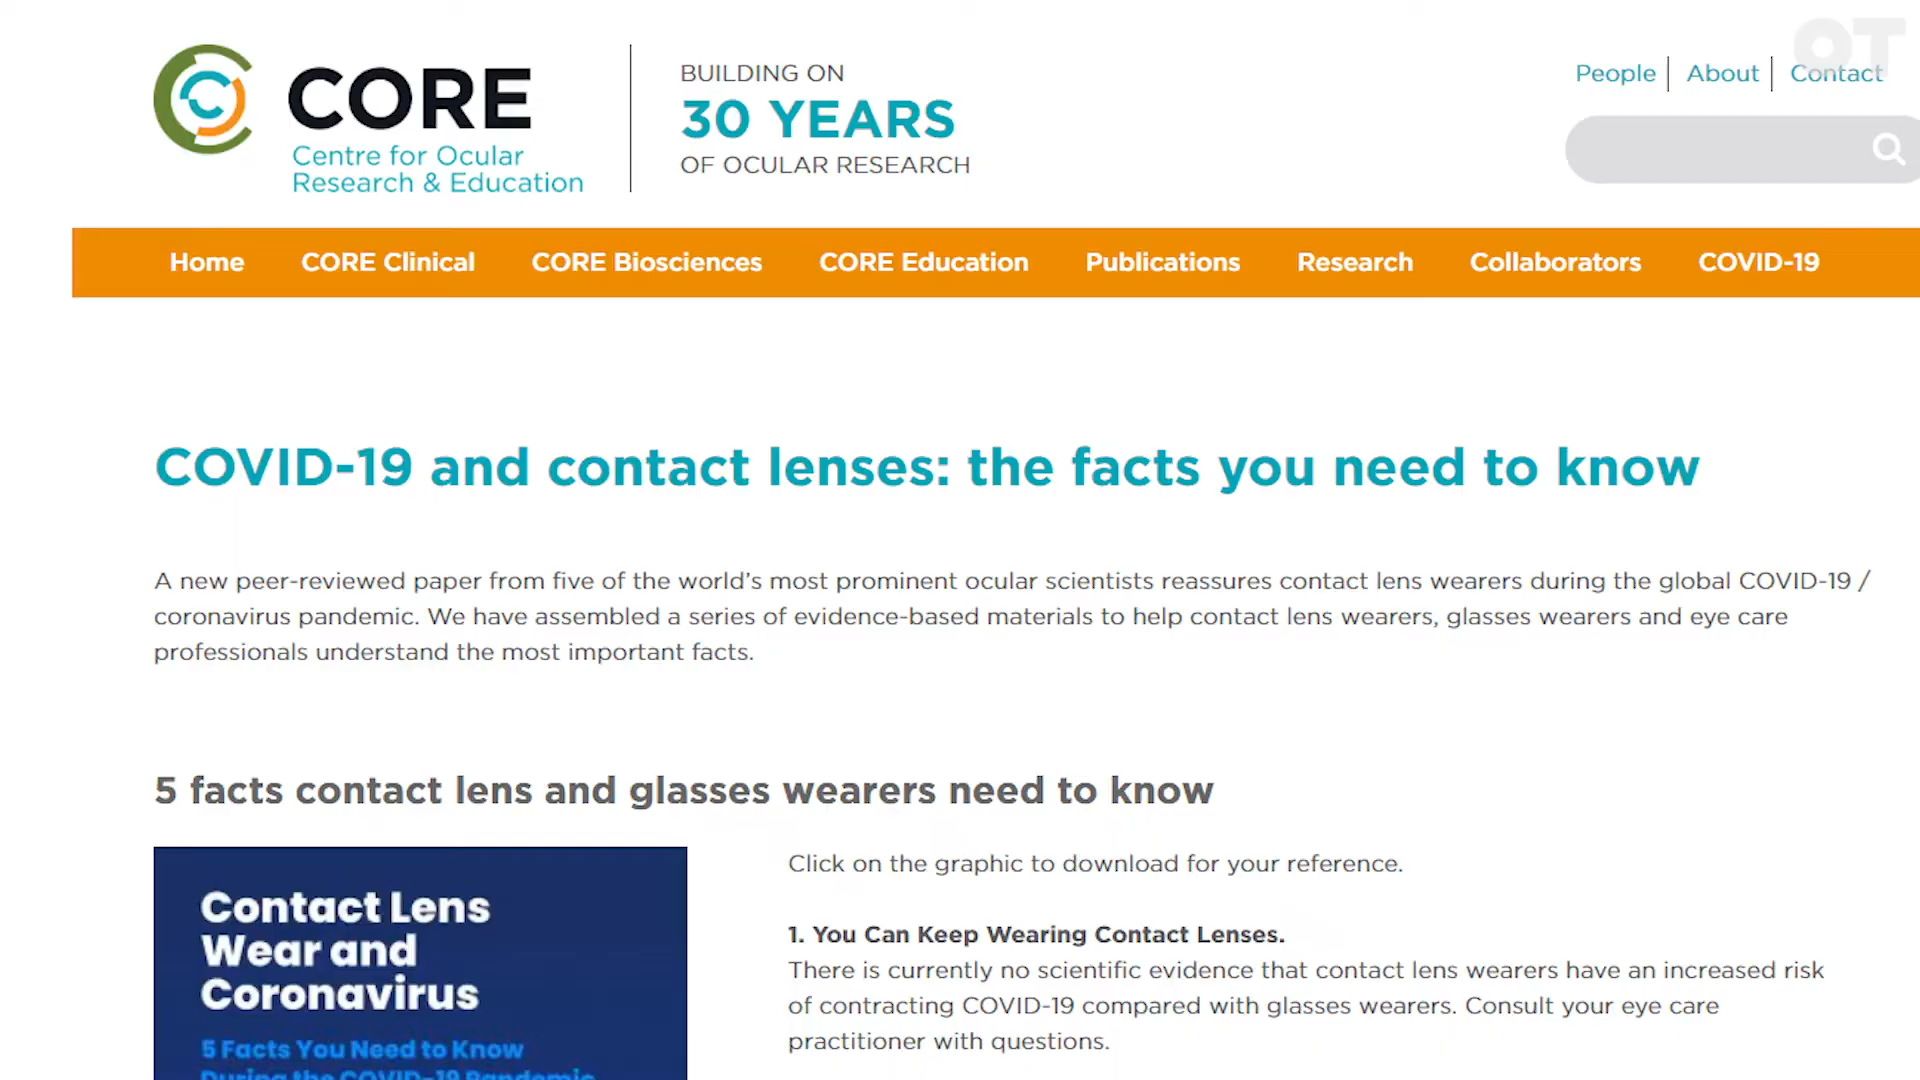 OT
CORE
Centre for Ocular
Research & Education
BUILDING ON
30 YEARS
OF OCULAR RESEARCH
People
About
Contact
Home
CORE Clinical
CORE Biosciences
CORE Education
Publications
Research
Collaborators
COVID-19
COVID-19 and contact lenses: the facts you need to know
A new peer-reviewed paper from five of the world’s most prominent ocular scientists reassures contact lens wearers during the global COVID-19 /
coronavirus pandemic. We have assembled a series of evidence-based materials to help contact lens wearers, glasses wearers and eye care
professionals understand the most important facts.
5 facts contact lens and glasses wearers need to know
Contact Lens
Wear and
Coronavirus
5 Facts You Need to Know
During the COVID-19 Pandemic
Click on the graphic to download for your reference.
1. You Can Keep Wearing Contact Lenses.
There is currently no scientific evidence that contact lens wearers have an increased risk
of contracting COVID-19 compared with glasses wearers. Consult your eye care
practitioner with questions.